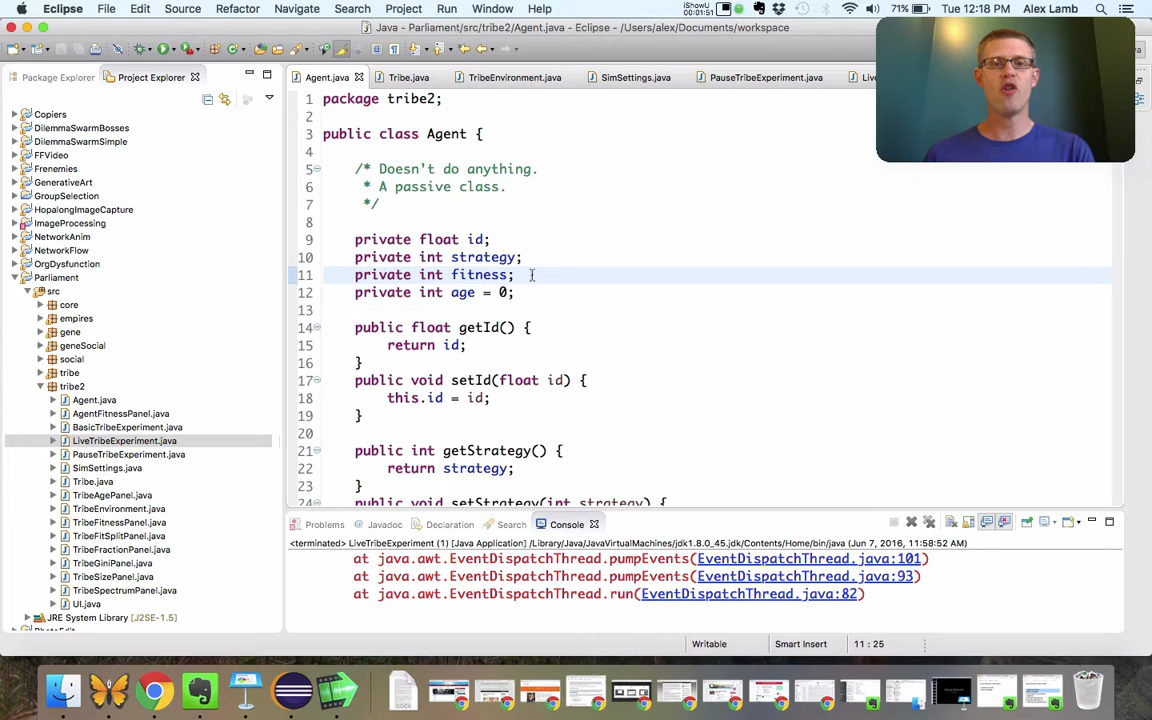 Eclipse File Edit Source Refactor Navigate Search Project Run Window Help
iShowU
00:01:51
71% Tue 12:18 PM Alex Lamb
Java - Parliament/src/tribe2/Agent.java - Eclipse - /Users/alex/Documents/workspace
Package Explorer Project Explorer
Copiers
DilemmaSwarmBosses
DilemmaSwarmSimple
FFVideo
Frenemies
GenerativeArt
GroupSelection
HopalongImageCapture
ImageProcessing
NetworkAnim
NetworkFlow
OrgDysfunction
Parliament
src
core
empires
gene
geneSocial
social
tribe
tribe2
Agent.java
AgentFitnessPanel.java
BasicTribeExperiment.java
LiveTribeExperiment.java
PauseTribeExperiment.java
SimSettings.java
Tribe.java
TribeAgePanel.java
TribeEnvironment.java
TribeFitnessPanel.java
TribeFitSplitPanel.java
TribeFractionPanel.java
TribeGiniPanel.java
TribeSizePanel.java
TribeSpectrumPanel.java
UI.java
JRE System Library [J2SE-1.5]
Agent.java Tribe.java TribeEnvironment.java SimSettings.java PauseTribeExperiment.java
1 package tribe2;
2
3 public class Agent {
4
5 /* Doesn't do anything.
6 * A passive class.
7 */
8
9 private float id;
10 private int strategy;
11 private int fitness;
12 private int age = 0;
13
14 public float getId() {
15 return id;
16 }
17 public void setId(float id) {
18 this.id = id;
19 }
20
21 public int getStrategy() {
22 return strategy;
23 }
24 public void setStrategy(int strategy) {
Problems Javadoc Declaration Search Console
<terminated> LiveTribeExperiment (1) [Java Application] /Library/Java/JavaVirtualMachines/jdk1.8.0_45.jdk/Contents/Home/bin/java (Jun 7, 2016, 11:58:52 AM)
at java.awt.EventDispatchThread.pumpEvents(EventDispatchThread.java:101)
at java.awt.EventDispatchThread.pumpEvents(EventDispatchThread.java:93)
at java.awt.EventDispatchThread.run(EventDispatchThread.java:82)
Writable Smart Insert 11 : 25